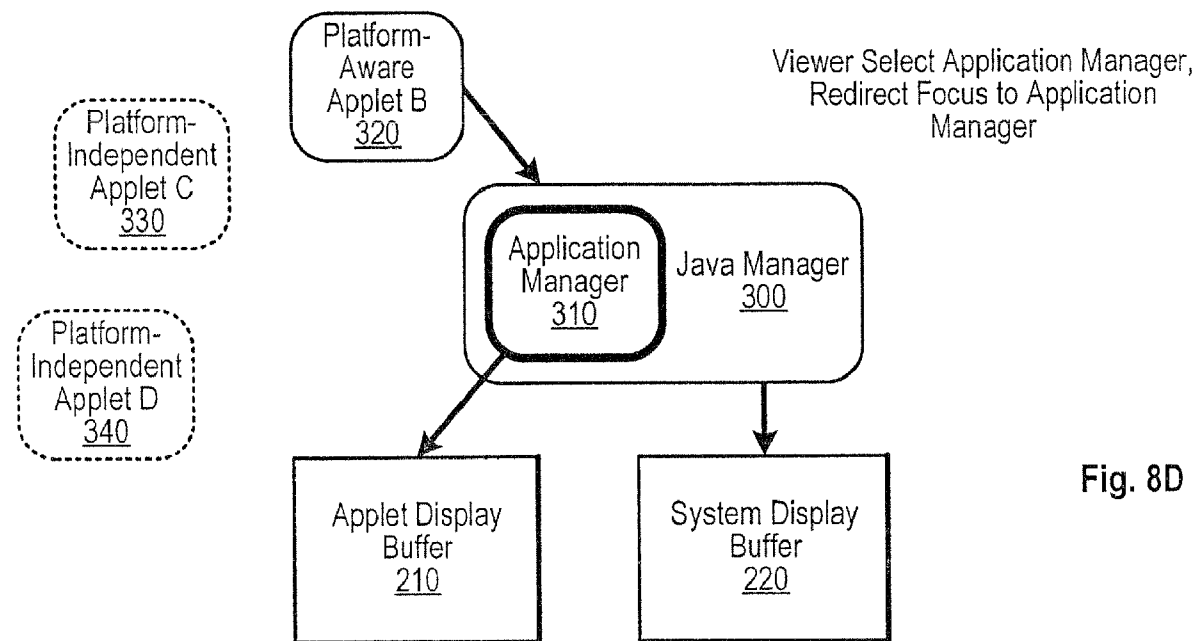 Platform-
Aware
Applet B
320
Viewer Select Application Manager,
Redirect Focus to Application
Manager
Platform-
Independent
Applet C
330
Application
Manager
310
Java Manager
300
Platform-
Independent
Applet D
340
Applet Display
Buffer
210
System Display
Buffer
220
Fig. 8D